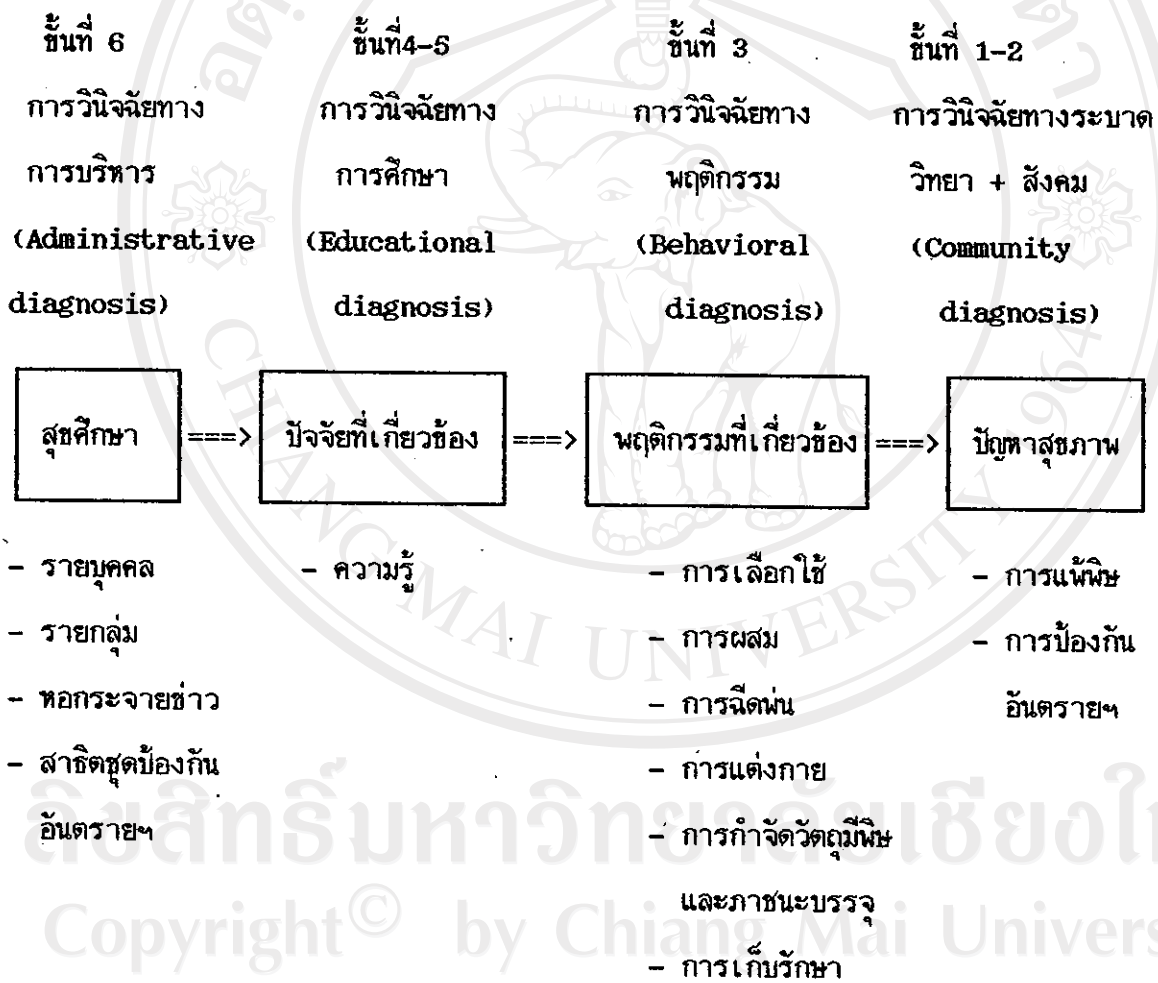 ขั้นที่ 6 ขั้นที่4-5 ขั้นที่ 3 ขั้นที่ 1-2
การวินิจฉัยทาง การวินิจฉัยทาง การวินิจฉัยทาง การวินิจฉัยทางระบาด
การบริหาร การศึกษา พฤติกรรม วิทยา + สังคม
(Administrative (Educational (Behavioral (Community
diagnosis) diagnosis) diagnosis) diagnosis)
สุขศึกษา ===> ปัจจัยที่เกี่ยวข้อง ===> พฤติกรรมที่เกี่ยวข้อง ===> ปัญหาสุขภาพ
- รายบุคคล - ความรู้ - การเลือกใช้ - การแพ้พิษ
- รายกลุ่ม - การผสม - การป้องกัน
- หอกระจายข่าว - การฉีดพ่น อันตรายฯ
- สาธิตชุดป้องกัน - การแต่งกาย
อันตรายฯ - การกำจัดวัตถุมีพิษ
และภาชนะบรรจุ
- การเก็บรักษา
CHIANG MAI UNIVERSITY 1964
ลิขสิทธิ์มหาวิทยาลัยเชียงให
Copyright© by Chiang Mai Univers